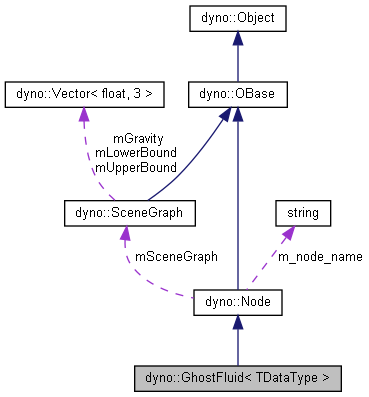 dyno::Object
dyno::Vector< float, 3 >
dyno::OBase
mGravity
mLowerBound
mUpperBound
dyno::SceneGraph
string
mSceneGraph
m_node_name
dyno::Node
dyno::GhostFluid< TDataType >